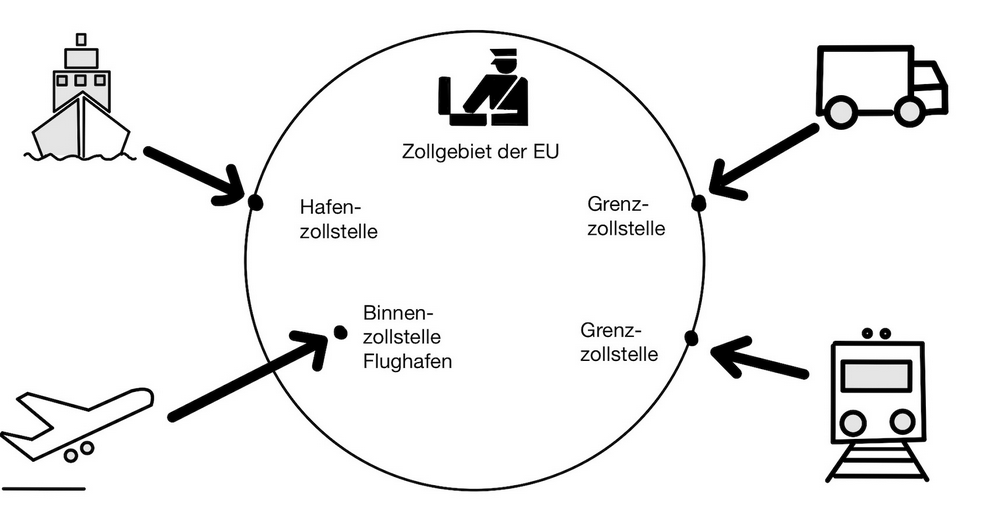 Zollgebiet der EU
Hafen-
zollstelle
Grenz-
zollstelle
Binnen-
zollstelle
Flughafen
Grenz-
zollstelle